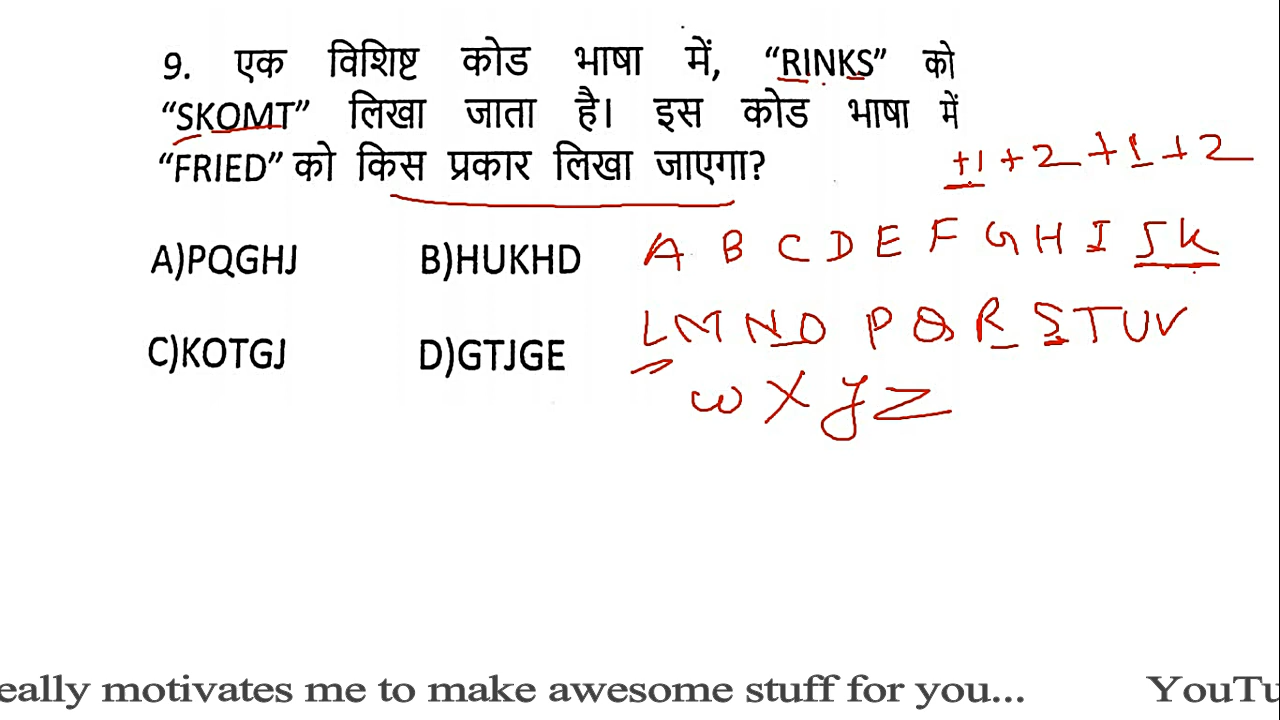 9. एक विशिष्ट कोड भाषा में, “RINKS” को
“SKOMT” लिखा जाता है। इस कोड भाषा में
“FRIED” को किस प्रकार लिखा जाएगा?
+1 +2 +1 +2
A)PQGHJ B)HUKHD
A B C D E F G H I J K
C)KOTGJ D)GTJGE
L M N O P Q R S T U V
W X Y Z
eally motivates me to make awesome stuff for you... YouTu